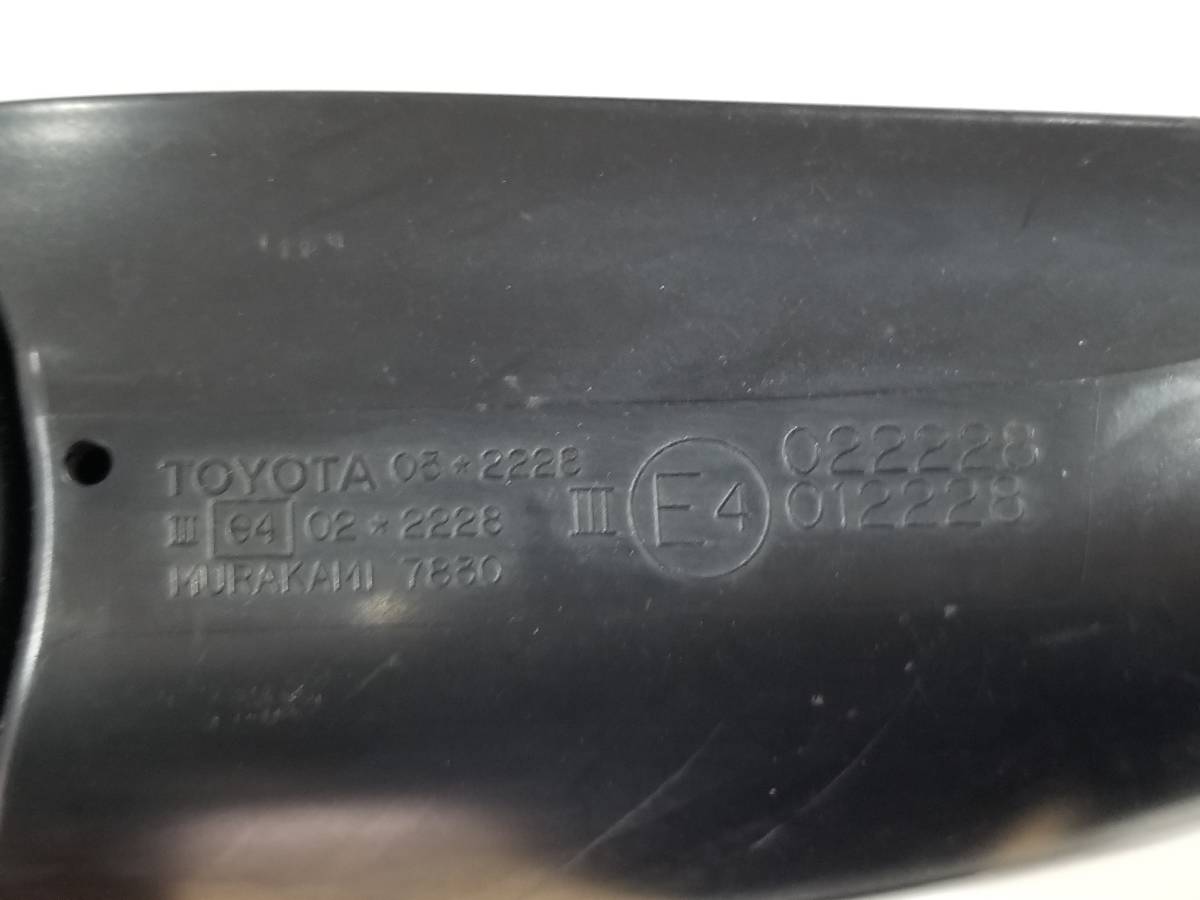 TOYOTA 03*2228
III e4 02*2228
MURAKAMI 7880
III E4 022228
012228